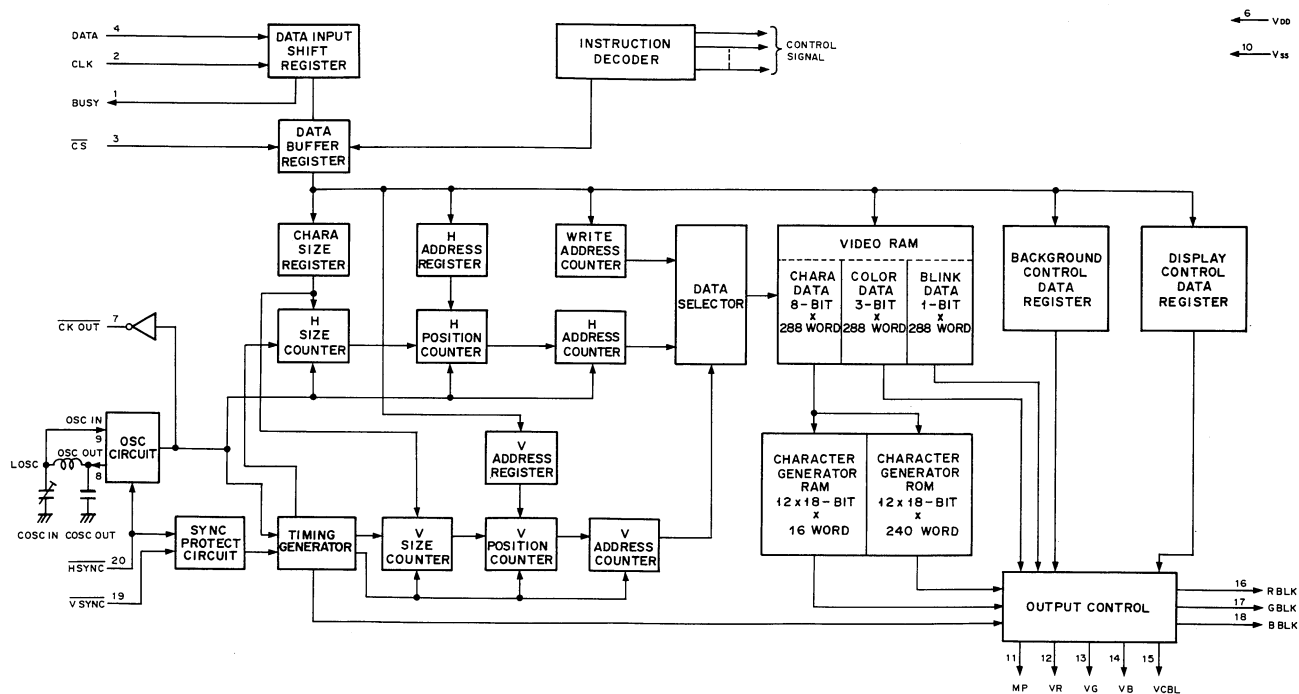 DATA 4
CLK 2
BUSY 1
CS 3
DATA INPUT
SHIFT
REGISTER
DATA
BUFFER
REGISTER
INSTRUCTION
DECODER
CONTROL
SIGNAL
6 VDD
10 VSS
CHARA
SIZE
REGISTER
H
ADDRESS
REGISTER
WRITE
ADDRESS
COUNTER
DATA
SELECTOR
VIDEO RAM
CHARA
DATA
8-BIT
x
288 WORD
COLOR
DATA
3-BIT
x
288 WORD
BLINK
DATA
1-BIT
x
288 WORD
BACKGROUND
CONTROL
DATA
REGISTER
DISPLAY
CONTROL
DATA
REGISTER
CK OUT 7
H
SIZE
COUNTER
H
POSITION
COUNTER
H
ADDRESS
COUNTER
OSC IN
9
OSC OUT
8
LOSC
OSC
CIRCUIT
COSC IN COSC OUT
V
ADDRESS
REGISTER
CHARACTER
GENERATOR
RAM
12 x 18-BIT
x
16 WORD
CHARACTER
GENERATOR
ROM
12 x 18-BIT
x
240 WORD
HSYNC 20
VSYNC 19
SYNC
PROTECT
CIRCUIT
TIMING
GENERATOR
V
SIZE
COUNTER
V
POSITION
COUNTER
V
ADDRESS
COUNTER
OUTPUT CONTROL
16 RBLK
17 GBLK
18 BBLK
11 12 13 14 15
MP VR VG VB VCBL